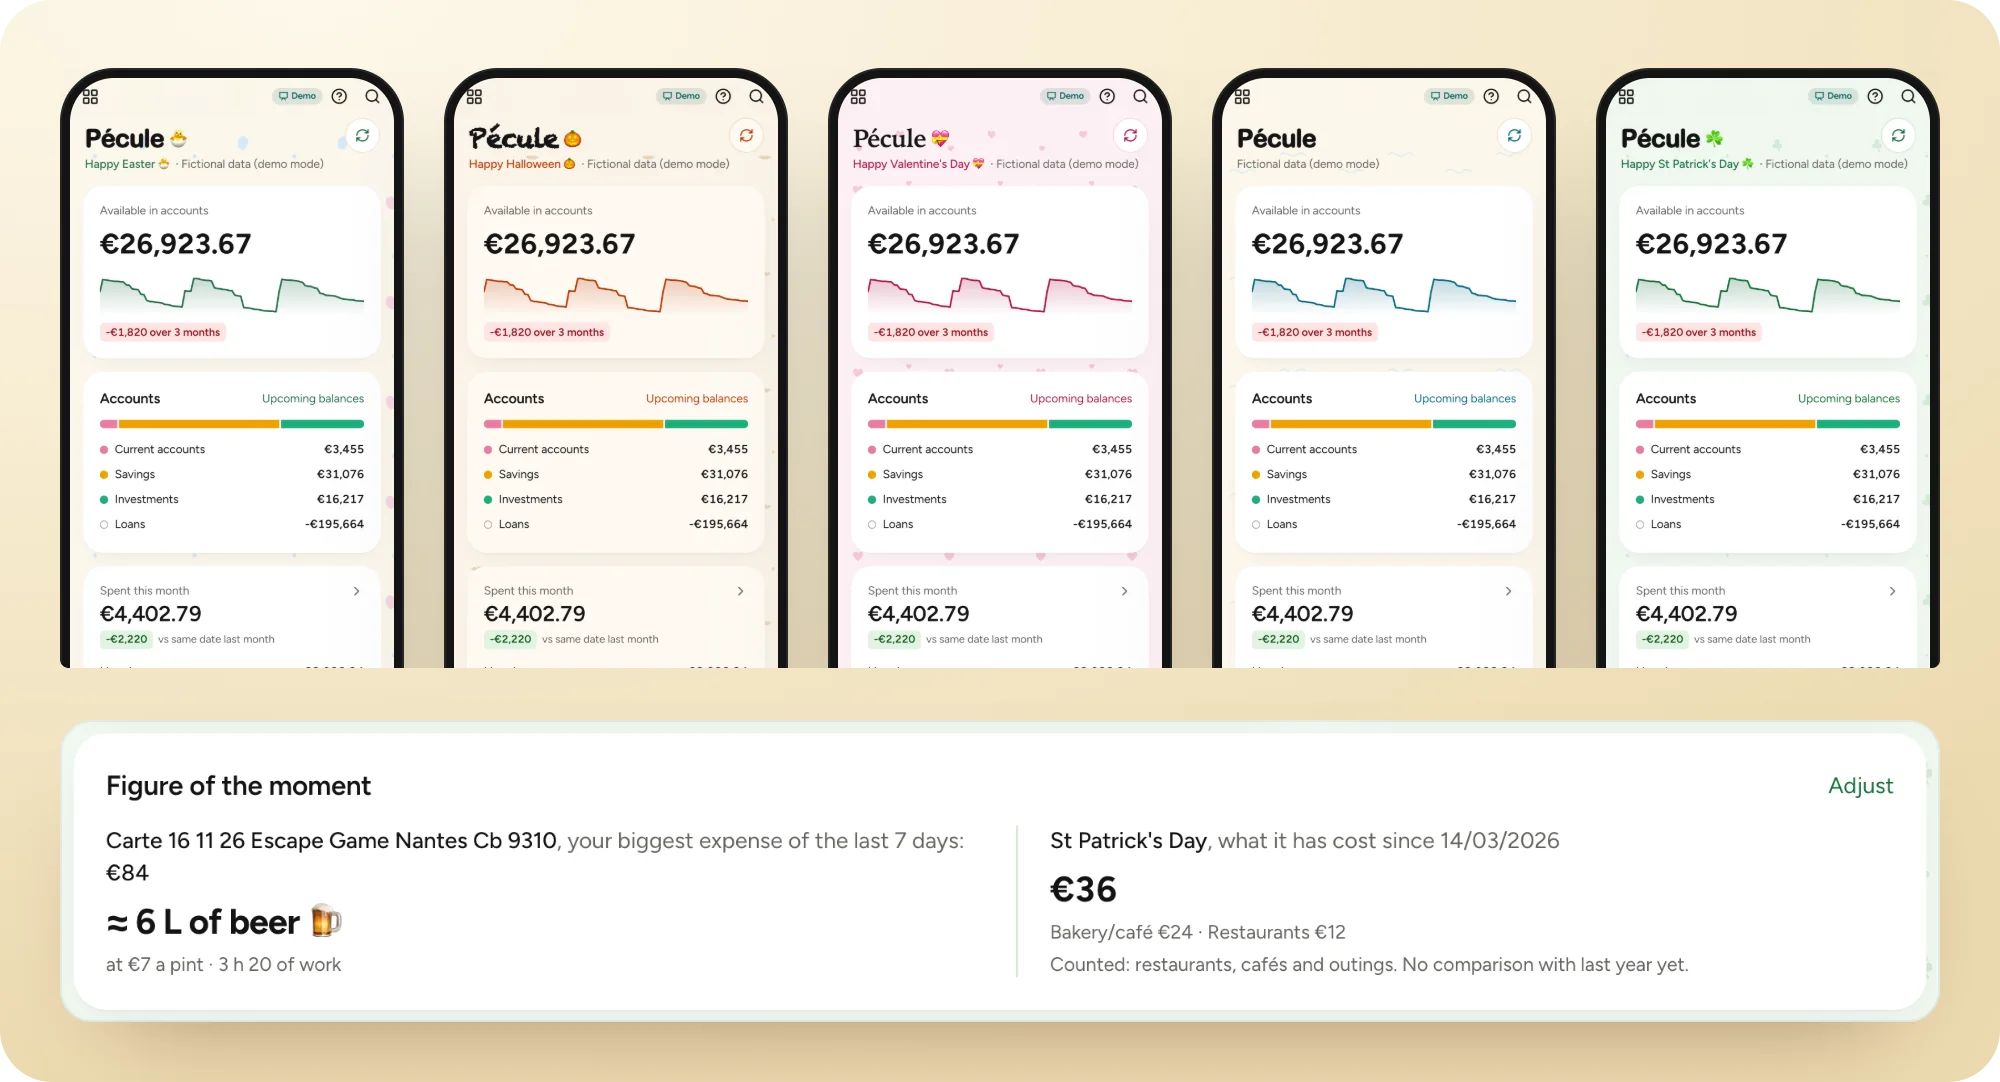 Demo
Pécule
Happy Easter · Fictional data (demo mode)
Available in accounts
€26,923.67
-€1,820 over 3 months
Accounts Upcoming balances
Current accounts €3,455
Savings €31,076
Investments €16,217
Loans -€195,664
Spent this month
€4,402.79
-€2,220 vs same date last month
Demo
Pécule
Happy Halloween · Fictional data (demo mode)
Available in accounts
€26,923.67
-€1,820 over 3 months
Accounts Upcoming balances
Current accounts €3,455
Savings €31,076
Investments €16,217
Loans -€195,664
Spent this month
€4,402.79
-€2,220 vs same date last month
Demo
Pécule
Happy Valentine's Day · Fictional data (demo mode)
Available in accounts
€26,923.67
-€1,820 over 3 months
Accounts Upcoming balances
Current accounts €3,455
Savings €31,076
Investments €16,217
Loans -€195,664
Spent this month
€4,402.79
-€2,220 vs same date last month
Demo
Pécule
Fictional data (demo mode)
Available in accounts
€26,923.67
-€1,820 over 3 months
Accounts Upcoming balances
Current accounts €3,455
Savings €31,076
Investments €16,217
Loans -€195,664
Spent this month
€4,402.79
-€2,220 vs same date last month
Demo
Pécule
Happy St Patrick's Day · Fictional data (demo mode)
Available in accounts
€26,923.67
-€1,820 over 3 months
Accounts Upcoming balances
Current accounts €3,455
Savings €31,076
Investments €16,217
Loans -€195,664
Spent this month
€4,402.79
-€2,220 vs same date last month
Figure of the moment Adjust
Carte 16 11 26 Escape Game Nantes Cb 9310, your biggest expense of the last 7 days:
€84
≈ 6 L of beer
at €7 a pint · 3 h 20 of work
St Patrick's Day, what it has cost since 14/03/2026
€36
Bakery/café €24 · Restaurants €12
Counted: restaurants, cafés and outings. No comparison with last year yet.